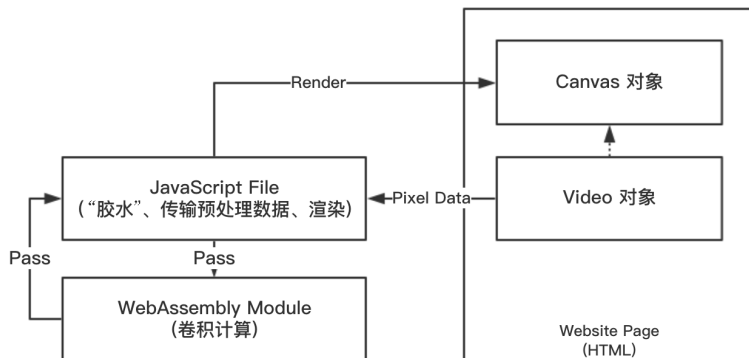 Render
Canvas 对象
JavaScript File
(“胶水”、传输预处理数据、渲染)
Pixel Data
Video 对象
Pass
Pass
WebAssembly Module
(卷积计算)
Website Page
(HTML)